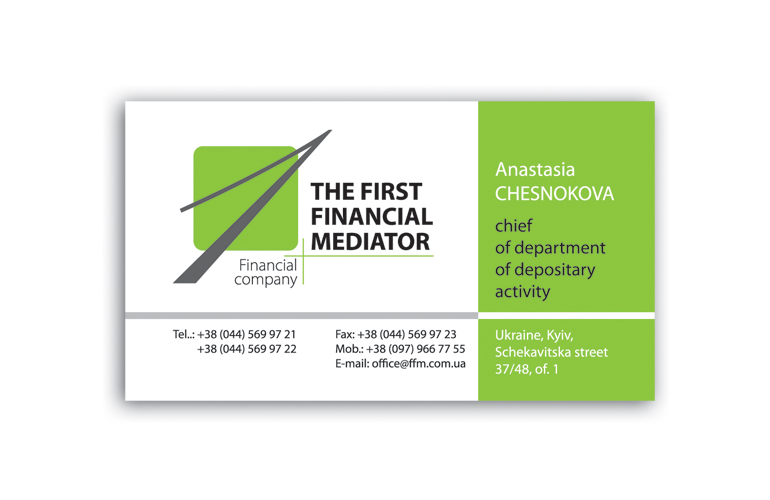 THE FIRST
FINANCIAL
MEDIATOR
Financial
company
Anastasia
CHESNOKOVA
chief
of department
of depositary
activity
Tel..: +38 (044) 569 97 21
+38 (044) 569 97 22
Fax: +38 (044) 569 97 23
Mob.: +38 (097) 966 77 55
E-mail: office@ffm.com.ua
Ukraine, Kyiv,
Schekavitska street
37/48, of. 1